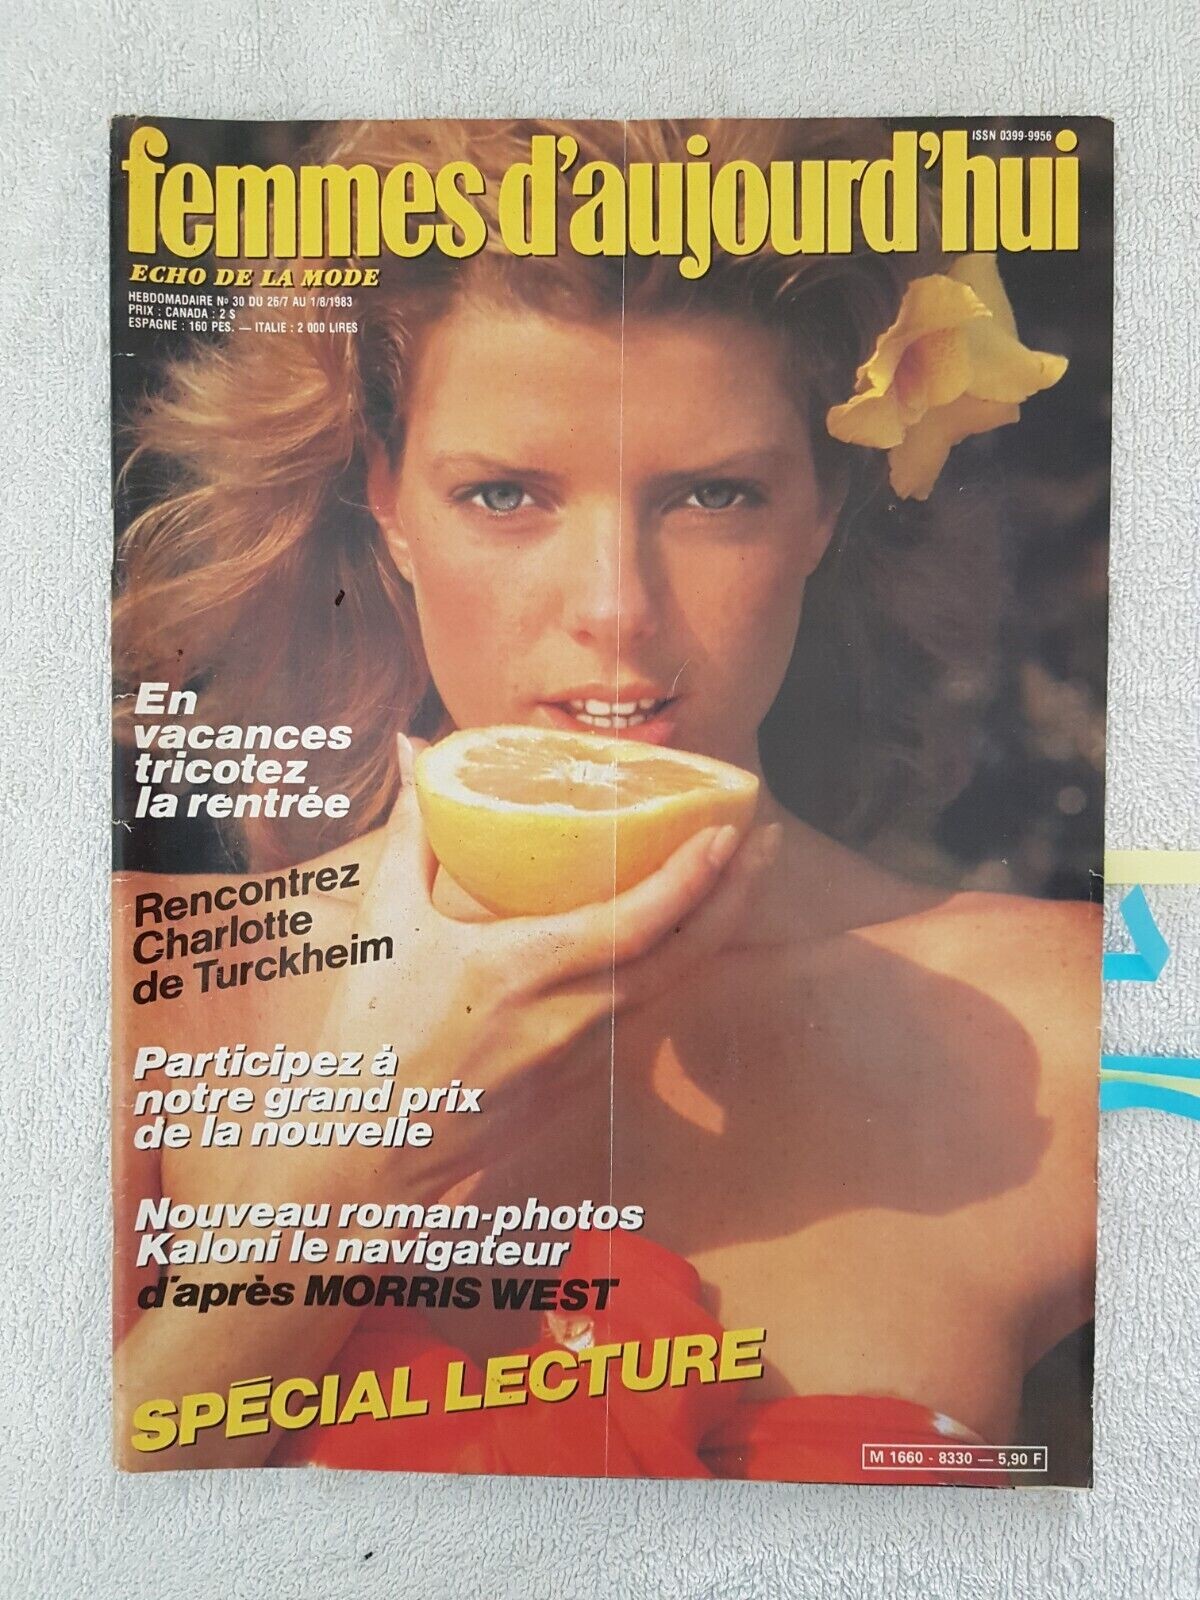 ISSN 0399-9956
femmes d'aujourd'hui
ECHO DE LA MODE
HEBDOMADAIRE No 30 DU 26/7 AU 1/8/1983
PRIX : CANADA : 2 $
ESPAGNE : 160 PES. — ITALIE : 2 000 LIRES
En
vacances
tricotez
la rentrée
Rencontrez
Charlotte
de Turckheim
Participez à
notre grand prix
de la nouvelle
Nouveau roman-photos
Kaloni le navigateur
d'après MORRIS WEST
SPÉCIAL LECTURE
M 1660 - 8330 — 5,90 F